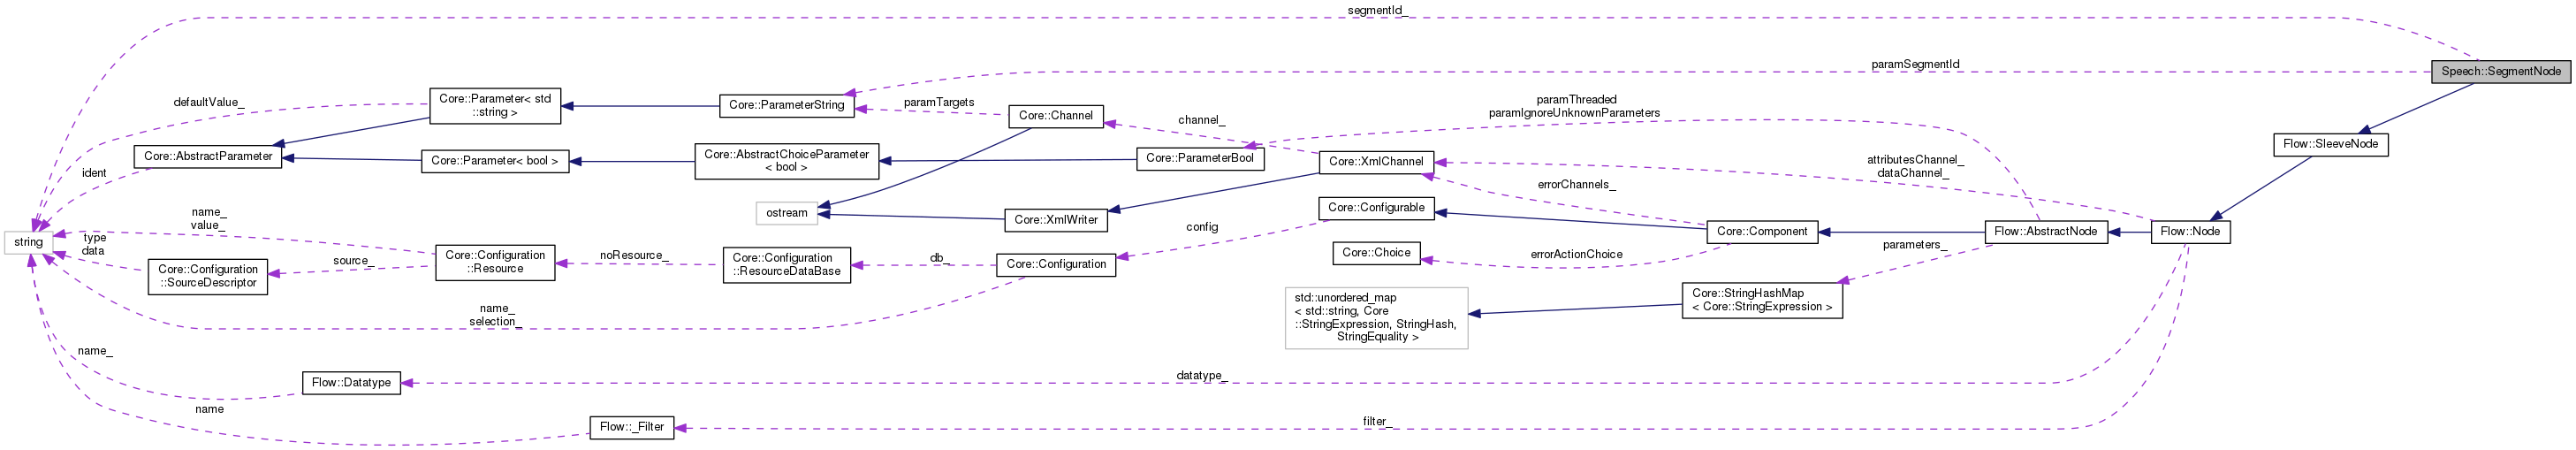 segmentId_
paramSegmentId
Speech::SegmentNode
defaultValue_
Core::Parameter< std
::string >
Core::ParameterString
paramTargets
Core::Channel
channel_
paramThreaded
paramIgnoreUnknownParameters
Flow::SleeveNode
Core::AbstractParameter
Core::Parameter< bool >
Core::AbstractChoiceParameter
< bool >
Core::ParameterBool
Core::XmlChannel
attributesChannel_
dataChannel_
ident
errorChannels_
ostream
Core::XmlWriter
Core::Configurable
name_
value_
config
Core::Component
Flow::AbstractNode
Flow::Node
string
type
data
Core::Configuration
::SourceDescriptor
source_
Core::Configuration
::Resource
noResource_
Core::Configuration
::ResourceDataBase
db_
Core::Configuration
Core::Choice
errorActionChoice
parameters_
name_
selection_
std::unordered_map
< std::string, Core
::StringExpression, StringHash,
StringEquality >
Core::StringHashMap
< Core::StringExpression >
name_
Flow::Datatype
datatype_
name
Flow::_Filter
filter_